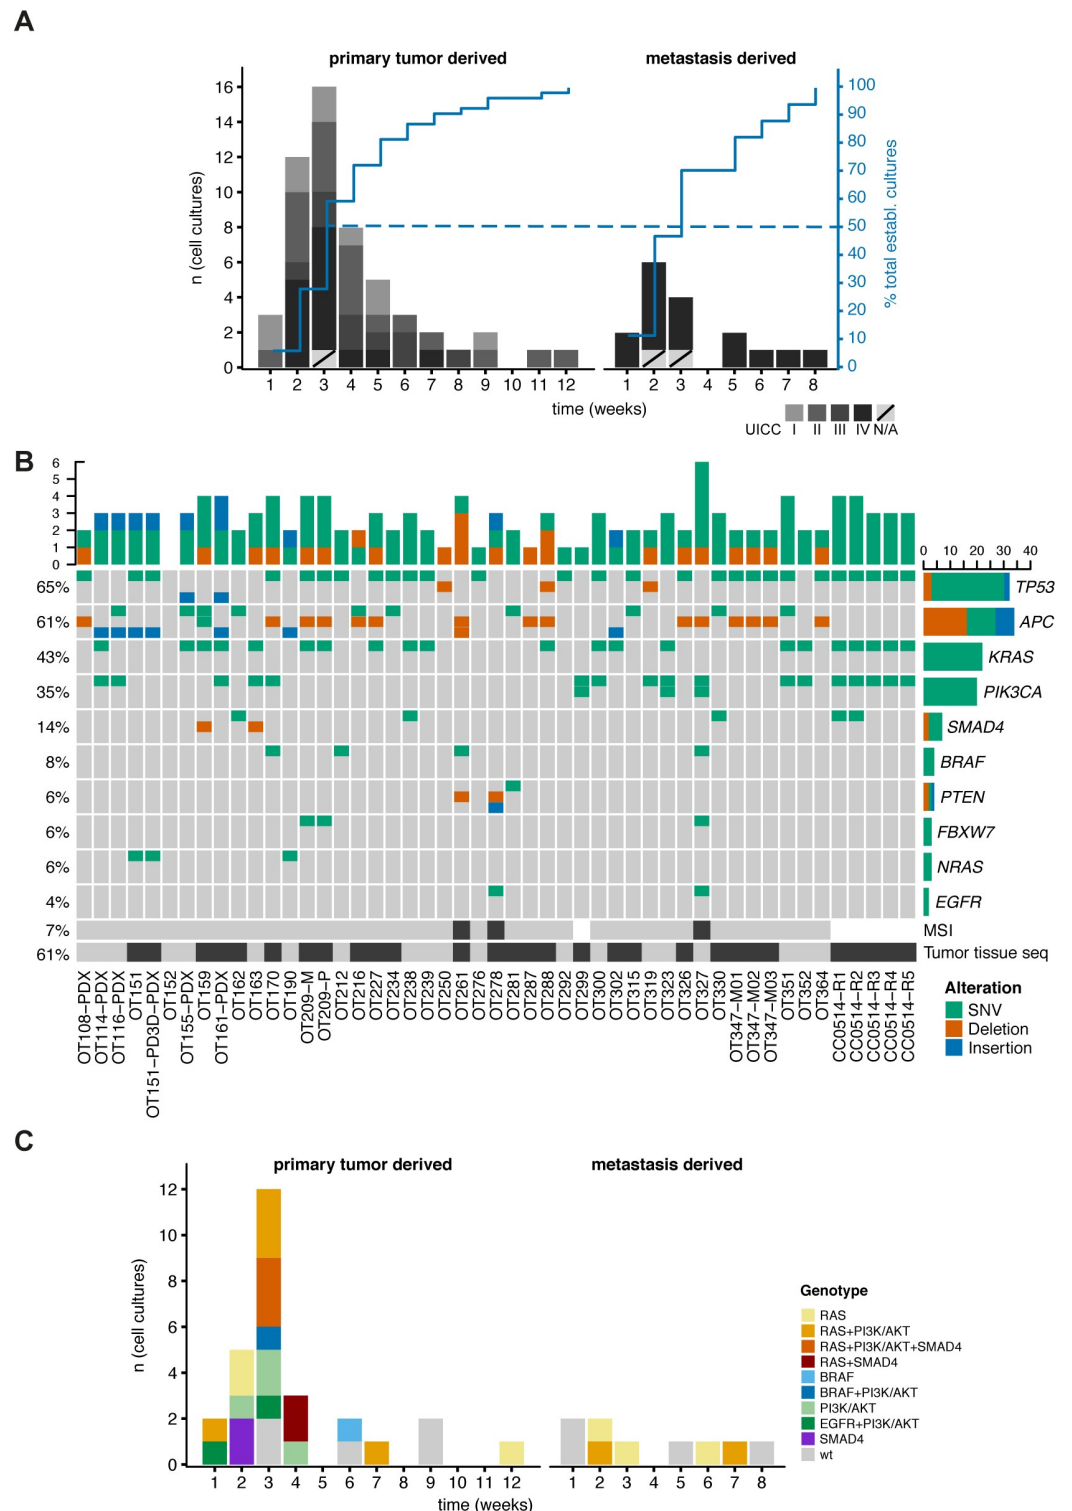 A
primary tumor derived
metastasis derived
16
14
12
10
8
6
4
2
0
n (cell cultures)
100
90
80
70
60
50
40
30
20
10
0
% total establ. cultures
1 2 3 4 5 6 7 8 9 10 11 12
1 2 3 4 5 6 7 8
time (weeks)
UICC I II III IV N/A
B
6
5
4
3
2
1
0
0 10 20 30 40
65% TP53
61% APC
43% KRAS
35% PIK3CA
14% SMAD4
8% BRAF
6% PTEN
6% FBXW7
6% NRAS
4% EGFR
7% MSI
61% Tumor tissue seq
OT108-PDX
OT114-PDX
OT116-PDX
OT151
OT151-PD3D-PDX
OT152
OT155-PDX
OT159
OT161-PDX
OT162
OT163
OT170
OT190
OT209-M
OT209-P
OT212
OT216
OT227
OT234
OT238
OT239
OT250
OT261
OT276
OT278
OT281
OT287
OT288
OT292
OT299
OT300
OT302
OT315
OT319
OT323
OT326
OT327
OT330
OT347-M01
OT347-M02
OT347-M03
OT351
OT352
OT364
CC0514-R1
CC0514-R2
CC0514-R3
CC0514-R4
CC0514-R5
Alteration
SNV
Deletion
Insertion
C
primary tumor derived
metastasis derived
12
10
8
6
4
2
0
n (cell cultures)
1 2 3 4 5 6 7 8 9 10 11 12
1 2 3 4 5 6 7 8
time (weeks)
Genotype
RAS
RAS+PI3K/AKT
RAS+PI3K/AKT+SMAD4
RAS+SMAD4
BRAF
BRAF+PI3K/AKT
PI3K/AKT
EGFR+PI3K/AKT
SMAD4
wt